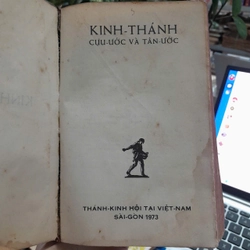 KINH-THÁNH
CỰU-ƯỚC VÀ TÂN-ƯỚC
THÁNH-KINH HỘI TẠI VIỆT-NAM
SÀI-GÒN 1973